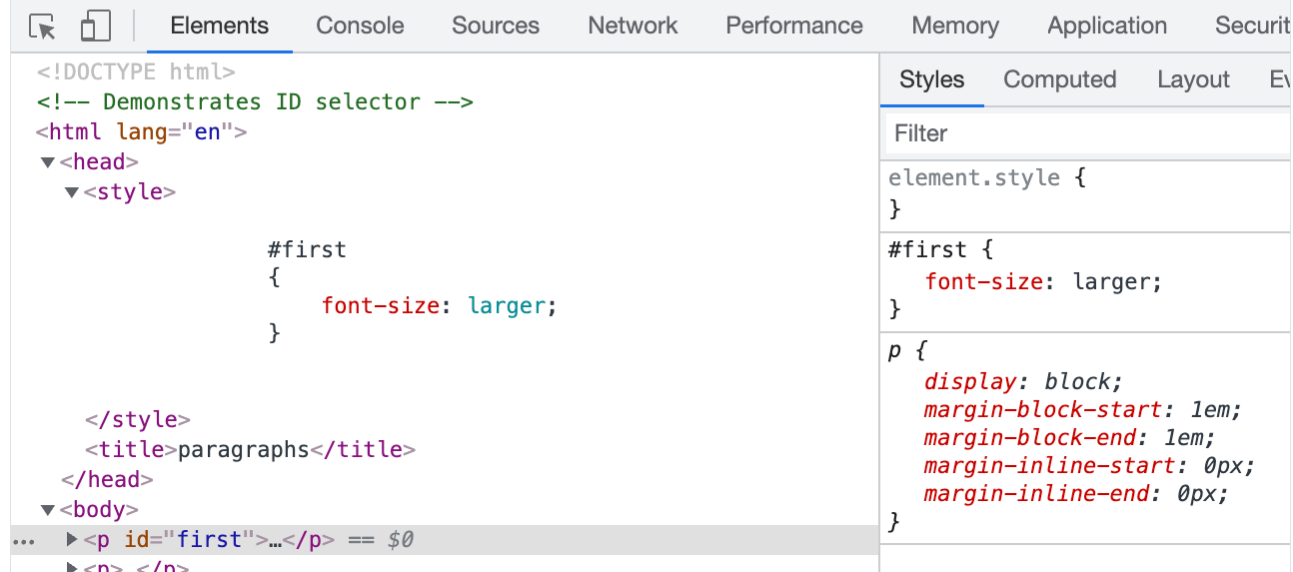 Elements Console Sources Network Performance Memory Application Securit
<!DOCTYPE html>
<!-- Demonstrates ID selector -->
<html lang="en">
▼<head>
▼<style>
#first
{
font-size: larger;
}
</style>
<title>paragraphs</title>
</head>
▼<body>
… ▶<p id="first">…</p> == $0
▶<p>…</p>
Styles Computed Layout Ev
Filter
element.style {
}
#first {
font-size: larger;
}
p {
display: block;
margin-block-start: 1em;
margin-block-end: 1em;
margin-inline-start: 0px;
margin-inline-end: 0px;
}